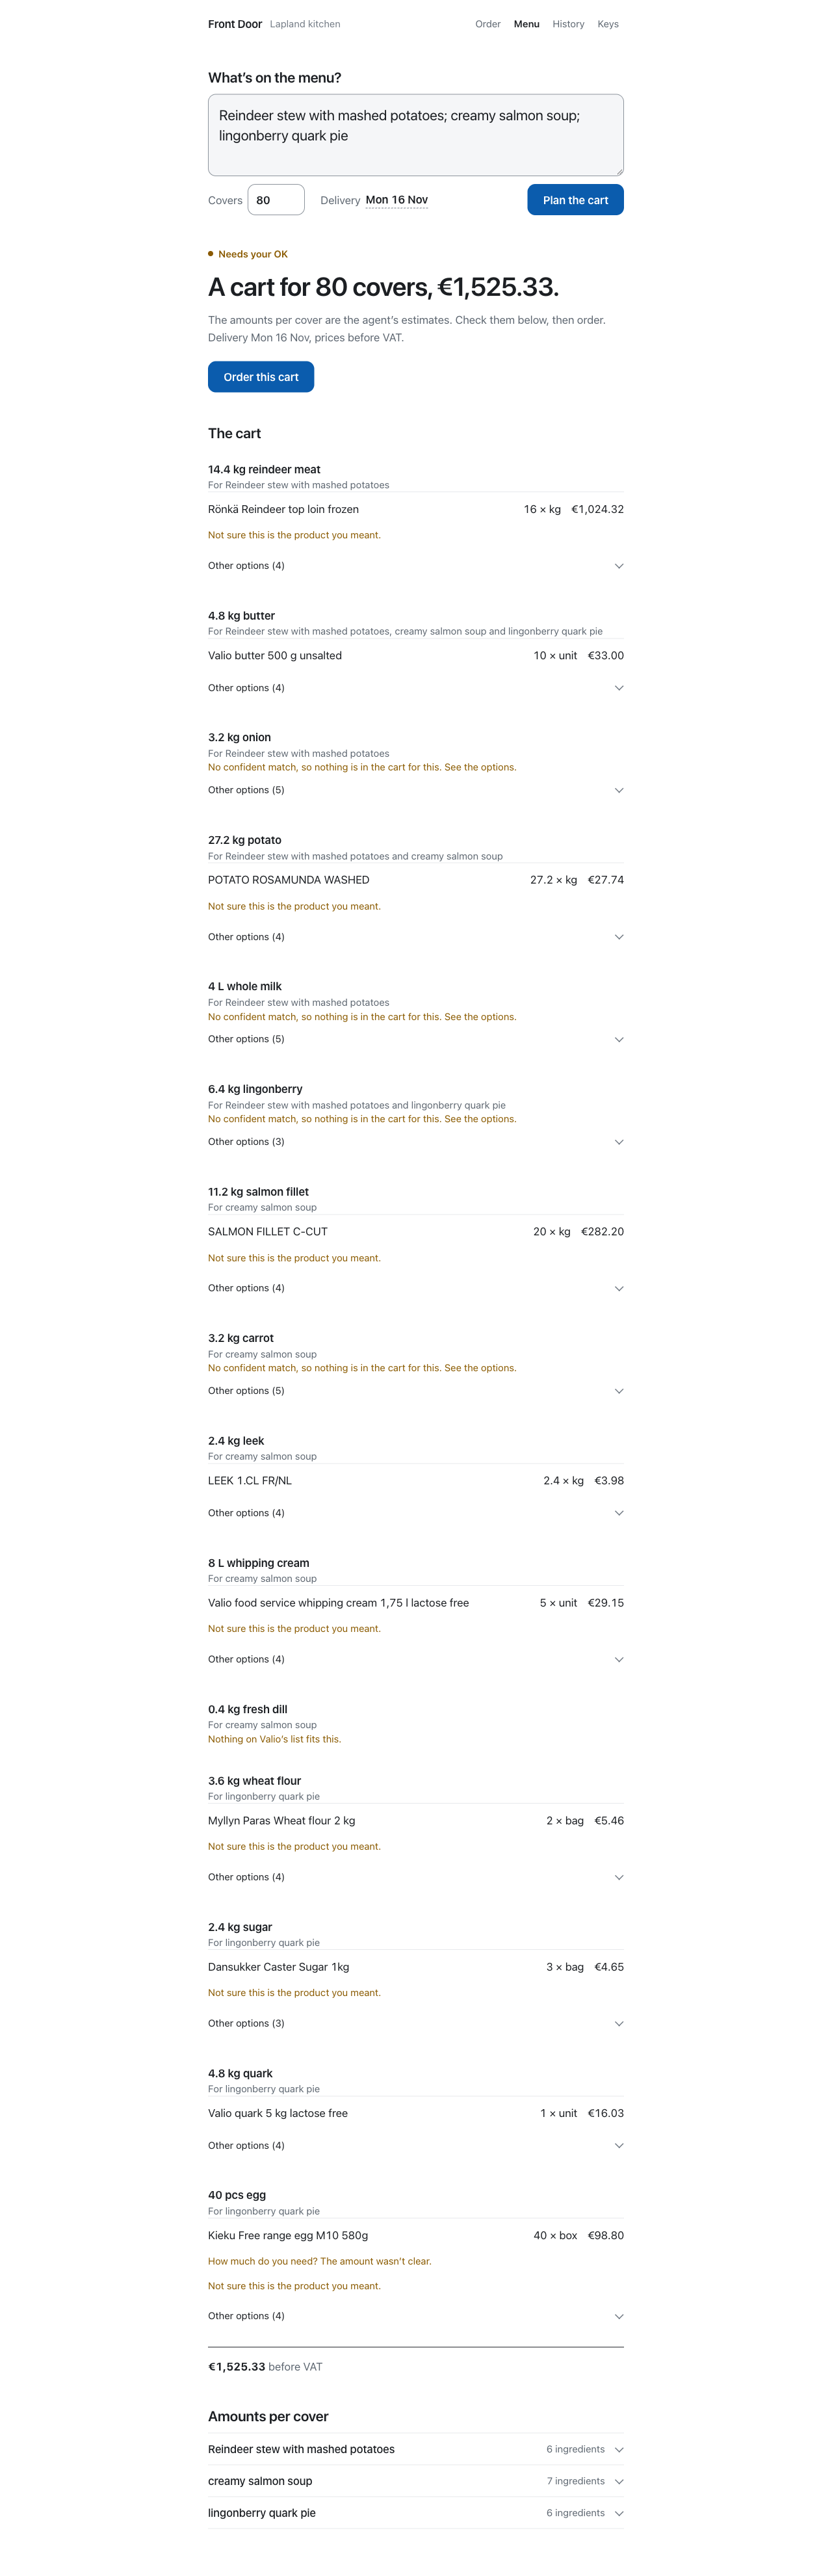 Front Door Lapland kitchen Order Menu History Keys
What's on the menu?
Reindeer stew with mashed potatoes; creamy salmon soup;
lingonberry quark pie
Covers 80 Delivery Mon 16 Nov Plan the cart
Needs your OK
A cart for 80 covers, €1,525.33.
The amounts per cover are the agent's estimates. Check them below, then order.
Delivery Mon 16 Nov, prices before VAT.
Order this cart
The cart
14.4 kg reindeer meat
For Reindeer stew with mashed potatoes
Rönkä Reindeer top loin frozen 16 × kg €1,024.32
Not sure this is the product you meant.
Other options (4)
4.8 kg butter
For Reindeer stew with mashed potatoes, creamy salmon soup and lingonberry quark pie
Valio butter 500 g unsalted 10 × unit €33.00
Other options (4)
3.2 kg onion
For Reindeer stew with mashed potatoes
No confident match, so nothing is in the cart for this. See the options.
Other options (5)
27.2 kg potato
For Reindeer stew with mashed potatoes and creamy salmon soup
POTATO ROSAMUNDA WASHED 27.2 × kg €27.74
Not sure this is the product you meant.
Other options (4)
4 L whole milk
For Reindeer stew with mashed potatoes
No confident match, so nothing is in the cart for this. See the options.
Other options (5)
6.4 kg lingonberry
For Reindeer stew with mashed potatoes and lingonberry quark pie
No confident match, so nothing is in the cart for this. See the options.
Other options (3)
11.2 kg salmon fillet
For creamy salmon soup
SALMON FILLET C-CUT 20 × kg €282.20
Not sure this is the product you meant.
Other options (4)
3.2 kg carrot
For creamy salmon soup
No confident match, so nothing is in the cart for this. See the options.
Other options (5)
2.4 kg leek
For creamy salmon soup
LEEK 1.CL FR/NL 2.4 × kg €3.98
Other options (4)
8 L whipping cream
For creamy salmon soup
Valio food service whipping cream 1,75 l lactose free 5 × unit €29.15
Not sure this is the product you meant.
Other options (4)
0.4 kg fresh dill
For creamy salmon soup
Nothing on Valio's list fits this.
3.6 kg wheat flour
For lingonberry quark pie
Myllyn Paras Wheat flour 2 kg 2 × bag €5.46
Not sure this is the product you meant.
Other options (4)
2.4 kg sugar
For lingonberry quark pie
Dansukker Caster Sugar 1kg 3 × bag €4.65
Not sure this is the product you meant.
Other options (3)
4.8 kg quark
For lingonberry quark pie
Valio quark 5 kg lactose free 1 × unit €16.03
Other options (4)
40 pcs egg
For lingonberry quark pie
Kieku Free range egg M10 580g 40 × box €98.80
How much do you need? The amount wasn't clear.
Not sure this is the product you meant.
Other options (4)
€1,525.33 before VAT
Amounts per cover
Reindeer stew with mashed potatoes 6 ingredients
creamy salmon soup 7 ingredients
lingonberry quark pie 6 ingredients